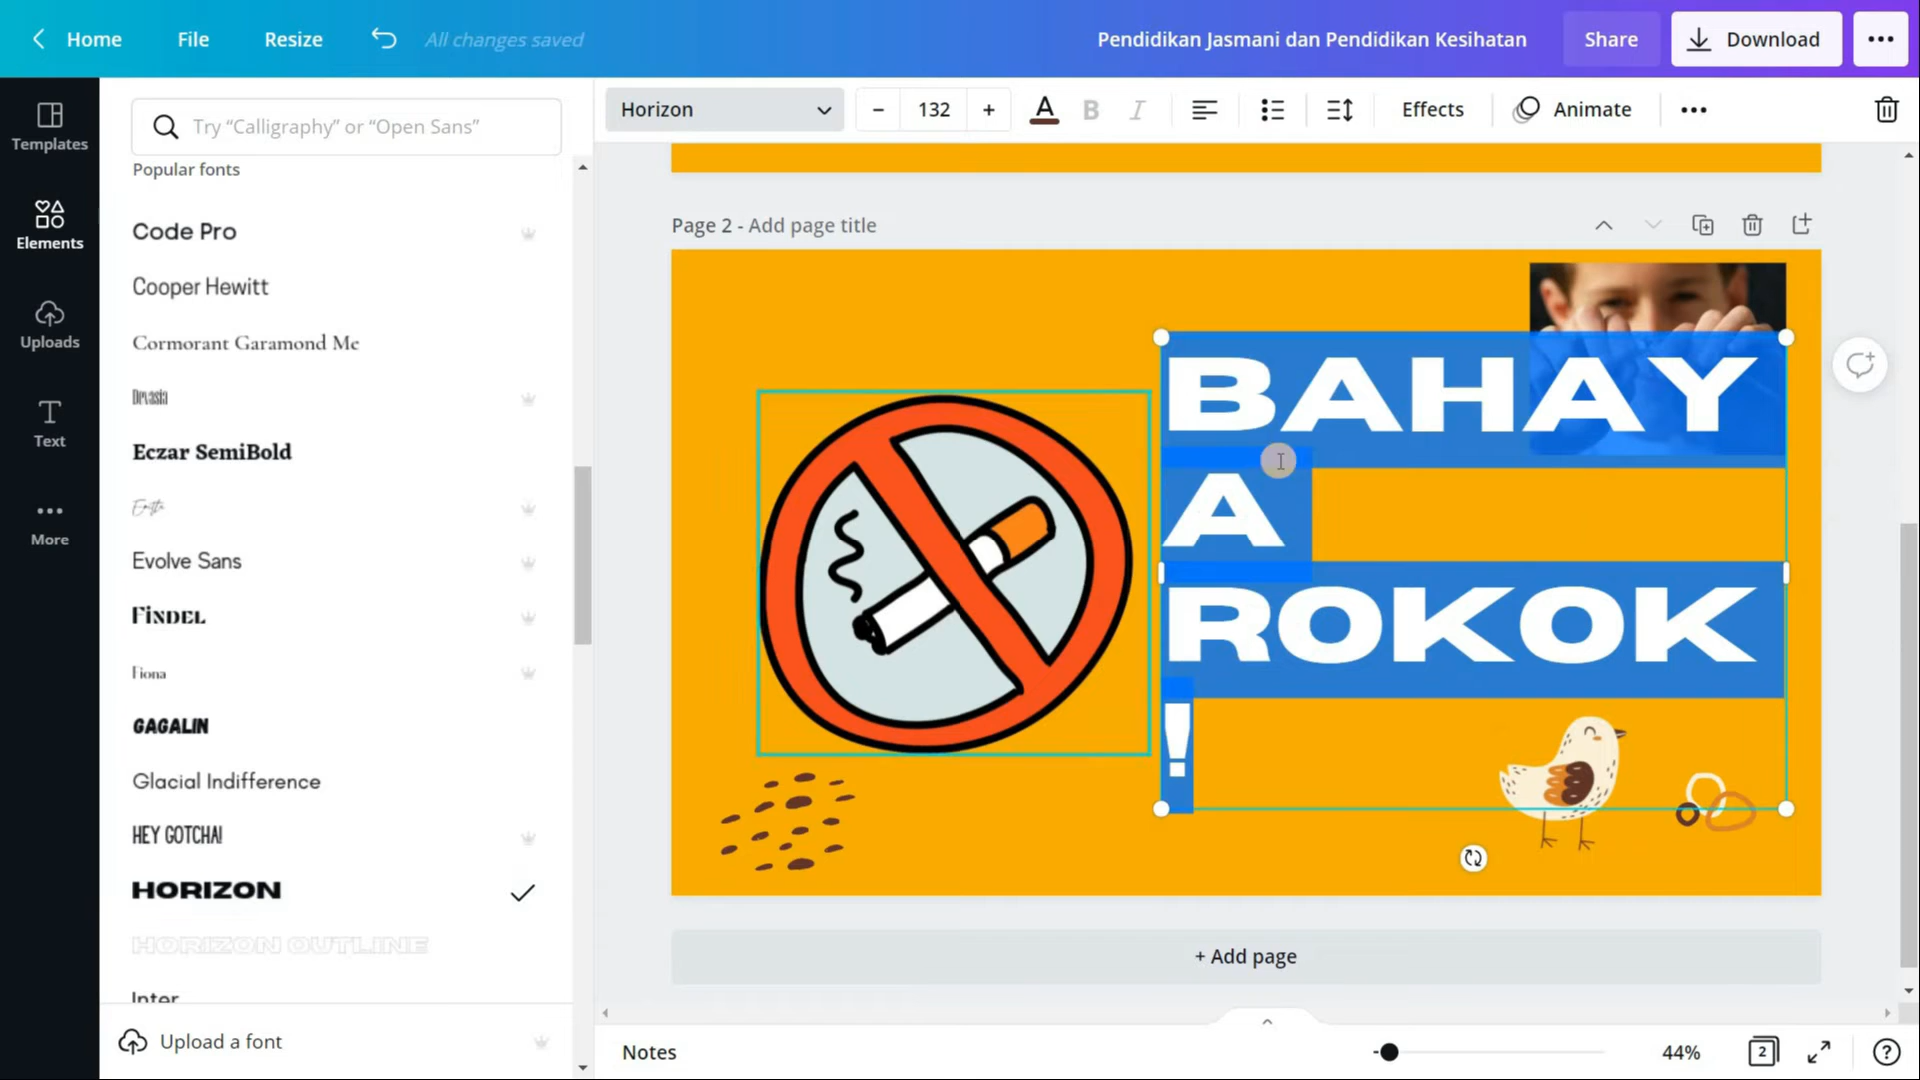 Home File Resize All changes saved Pendidikan Jasmani dan Pendidikan Kesihatan Share Download
Templates
Elements
Uploads
Text
More
Try “Calligraphy” or “Open Sans”
Popular fonts
Code Pro
Cooper Hewitt
Cormorant Garamond Me
Devasia
Eczar SemiBold
Evolve Sans
FINDEL
Fiona
GAGALIN
Glacial Indifference
HEY GOTCHA!
HORIZON
HORIZON OUTLINE
Inter
Upload a font
Horizon 132 A B I Effects Animate
Page 2 - Add page title
BAHAY
A
ROKOK
!
+ Add page
Notes 44% 2